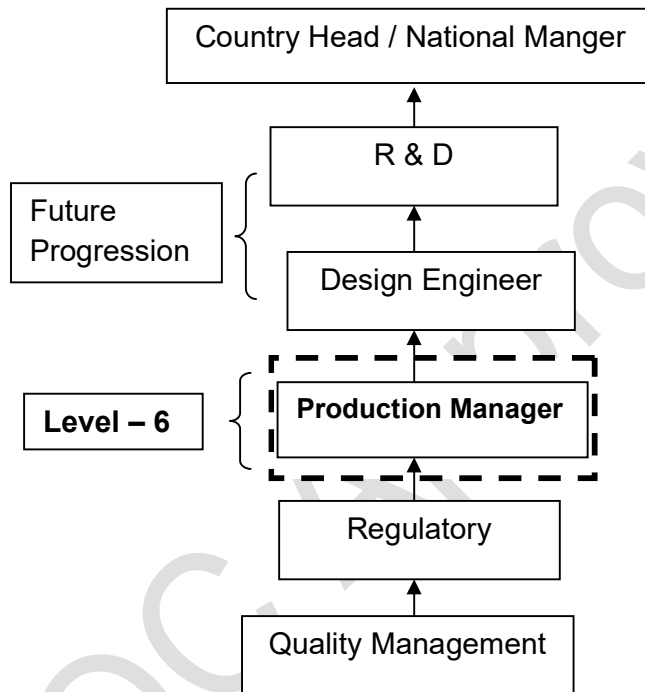 Country Head / National Manger
R & D
Future
Progression
Design Engineer
Production Manager
Level – 6
Regulatory
Quality Management